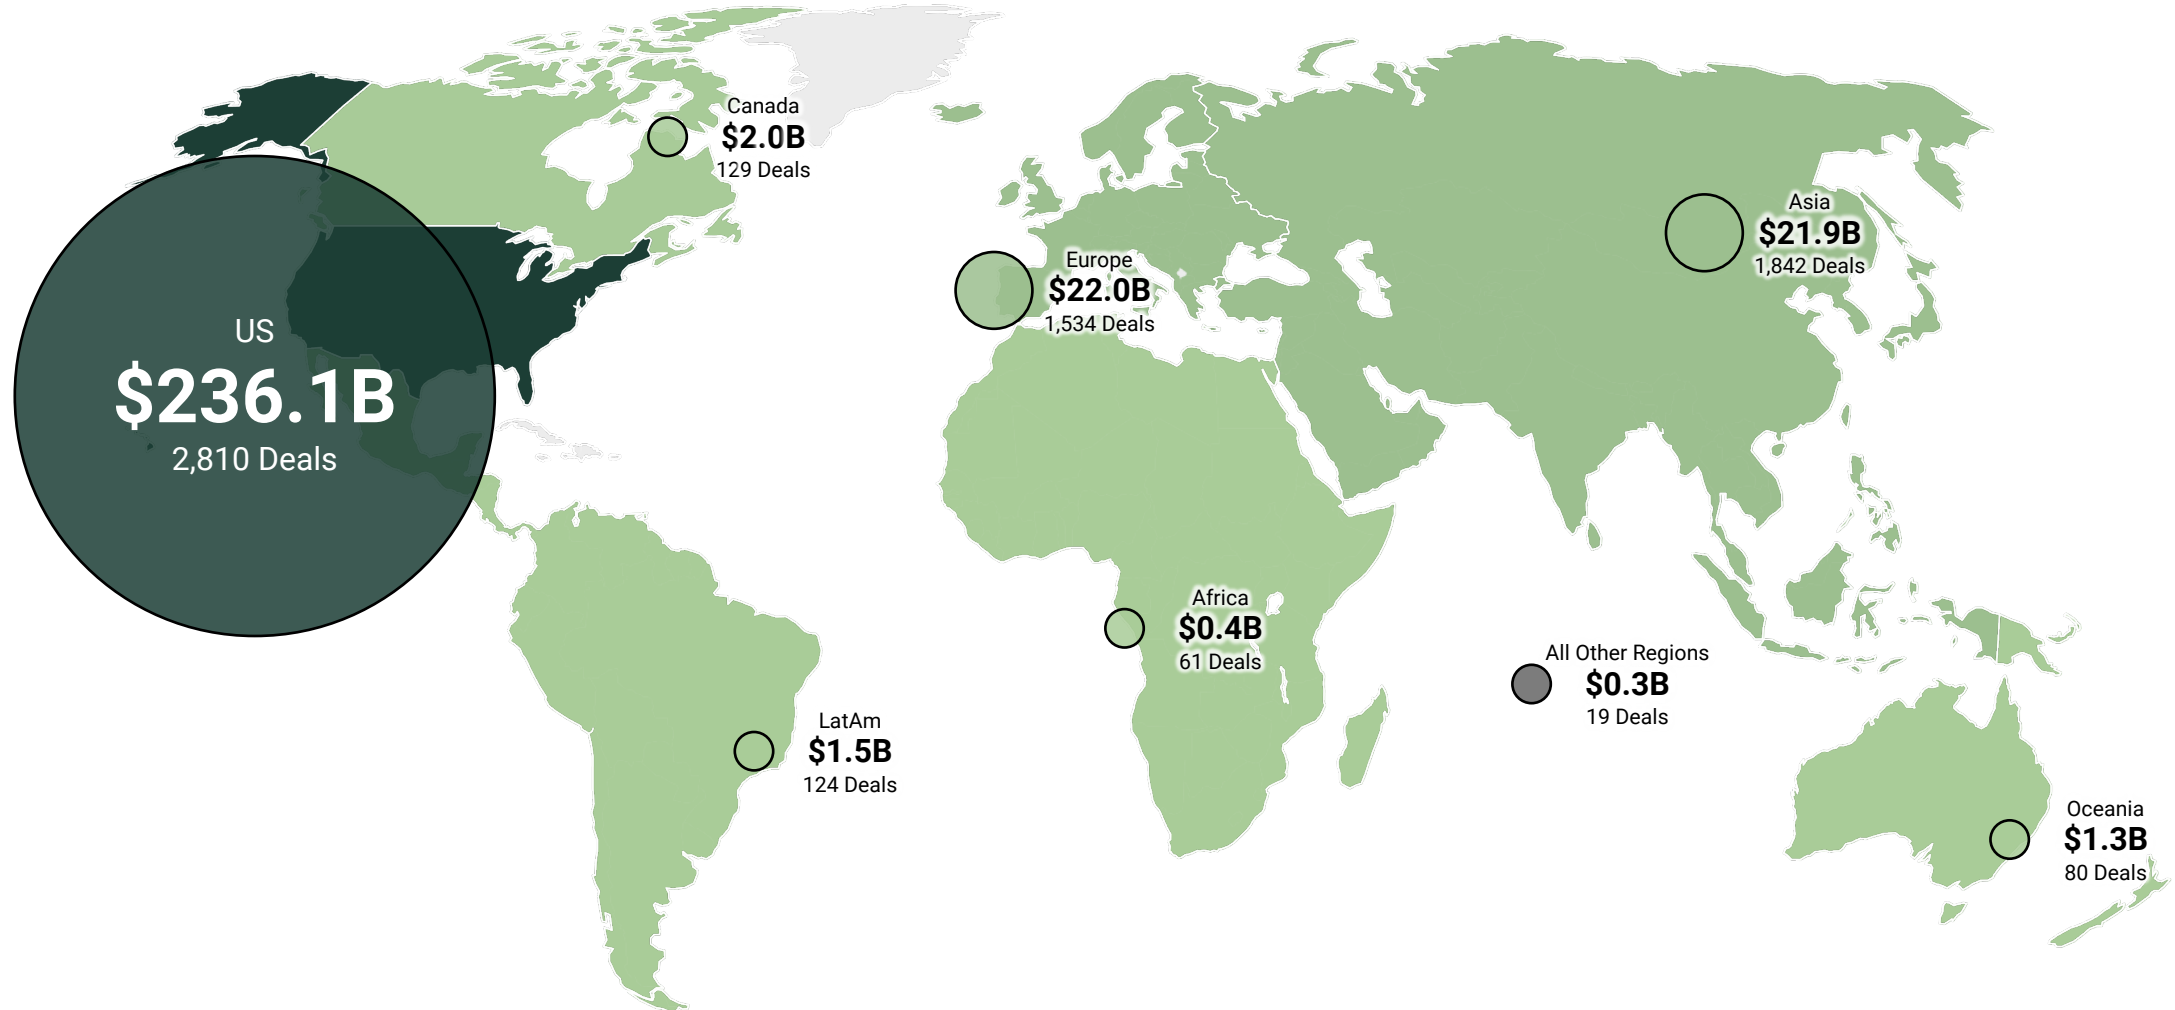 Canada
$2.0B
129 Deals
US
$236.1B
2,810 Deals
Europe
$22.0B
1,534 Deals
Asia
$21.9B
1,842 Deals
Africa
$0.4B
61 Deals
All Other Regions
$0.3B
19 Deals
LatAm
$1.5B
124 Deals
Oceania
$1.3B
80 Deals